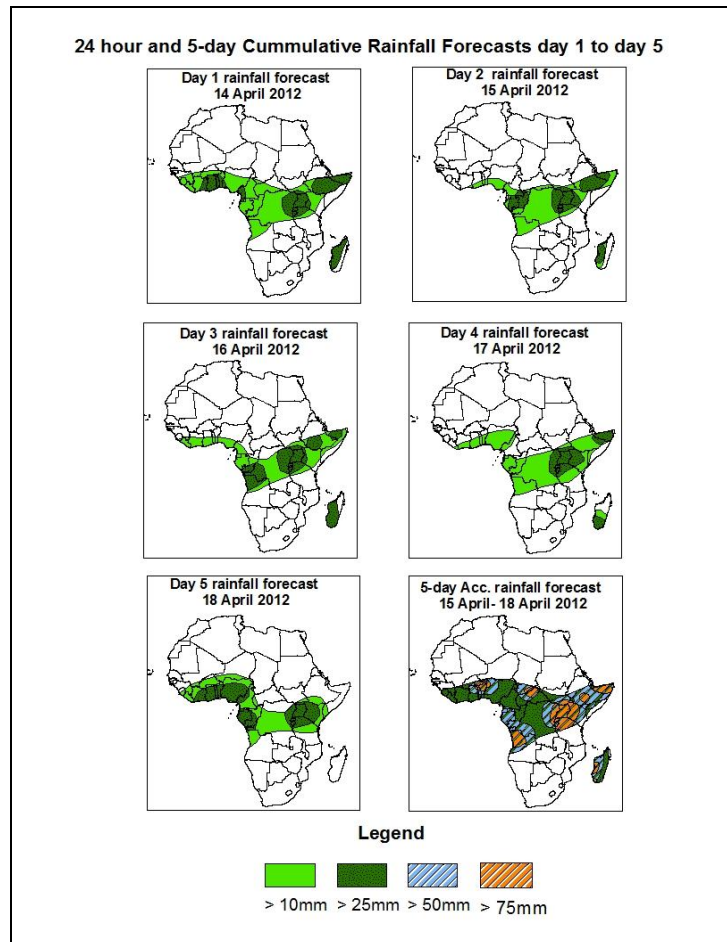 24 hour and 5-day Cummulative Rainfall Forecasts day 1 to day 5
Day 1 rainfall forecast
14 April 2012
Day 2 rainfall forecast
15 April 2012
Day 3 rainfall forecast
16 April 2012
Day 4 rainfall forecast
17 April 2012
Day 5 rainfall forecast
18 April 2012
5-day Acc. rainfall forecast
15 April- 18 April 2012
Legend
> 10mm > 25mm > 50mm > 75mm